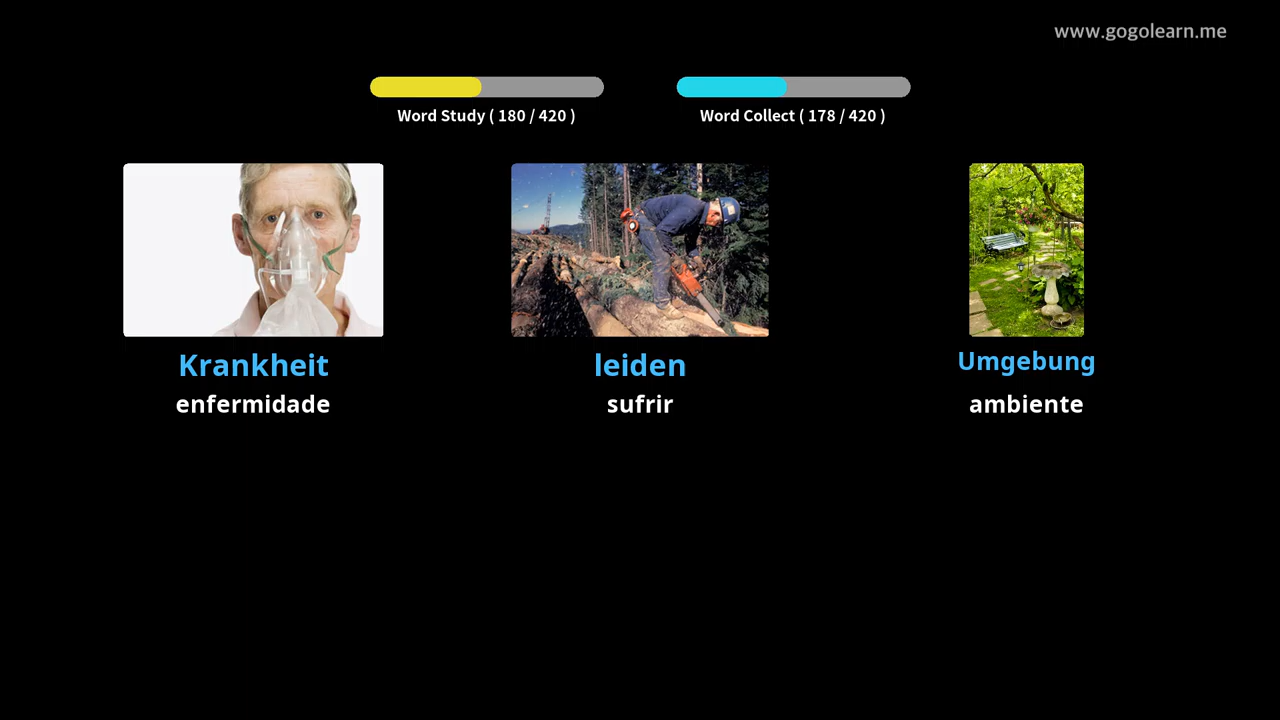 www.gogolearn.me
Word Study ( 180 / 420 )
Word Collect ( 178 / 420 )
Krankheit
enfermidade
leiden
sufrir
Umgebung
ambiente